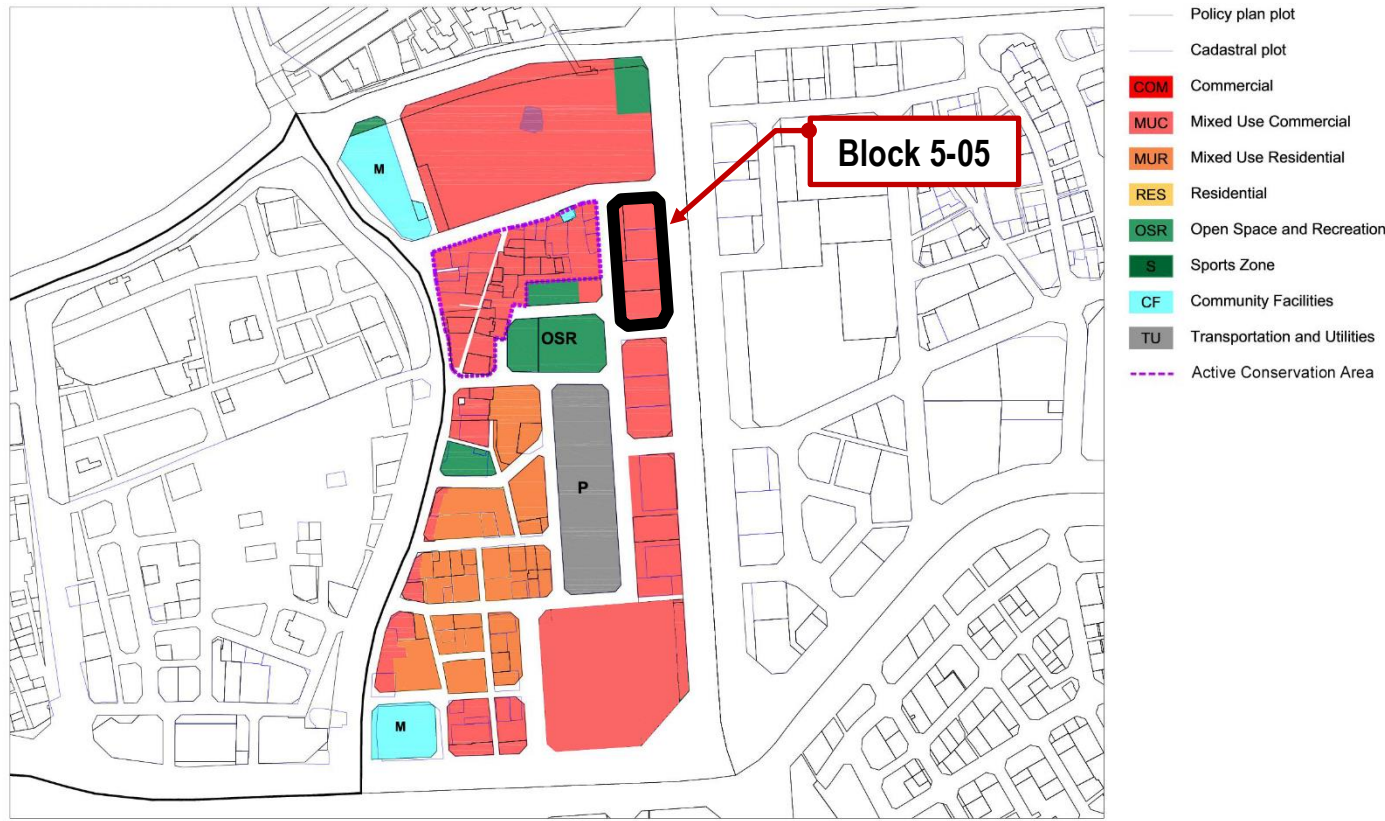 Block 5-05
M
OSR
P
M
Policy plan plot
Cadastral plot
COM Commercial
MUC Mixed Use Commercial
MUR Mixed Use Residential
RES Residential
OSR Open Space and Recreation
S Sports Zone
CF Community Facilities
TU Transportation and Utilities
Active Conservation Area